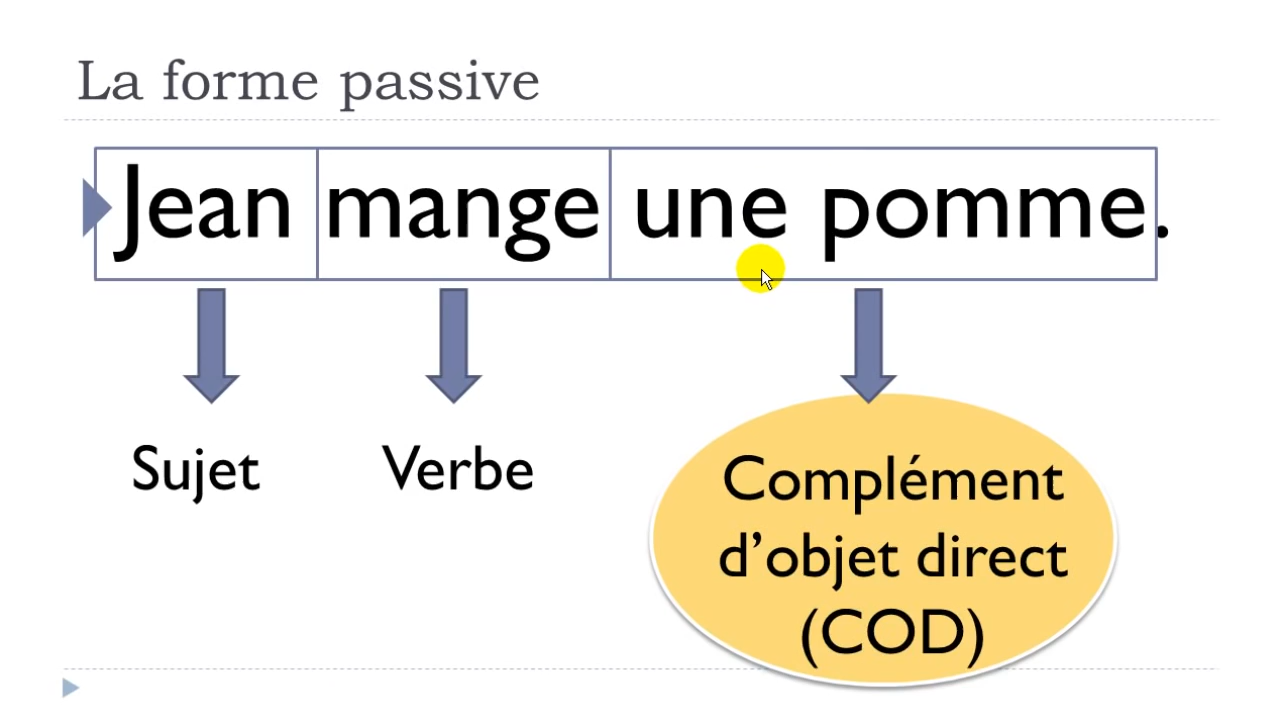 La forme passive
Jean mange une pomme.
Sujet
Verbe
Complément
d’objet direct
(COD)